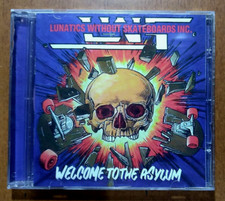 LUNATICS WITHOUT SKATEBOARDS INC.
WELCOME TO THE ASYLUM